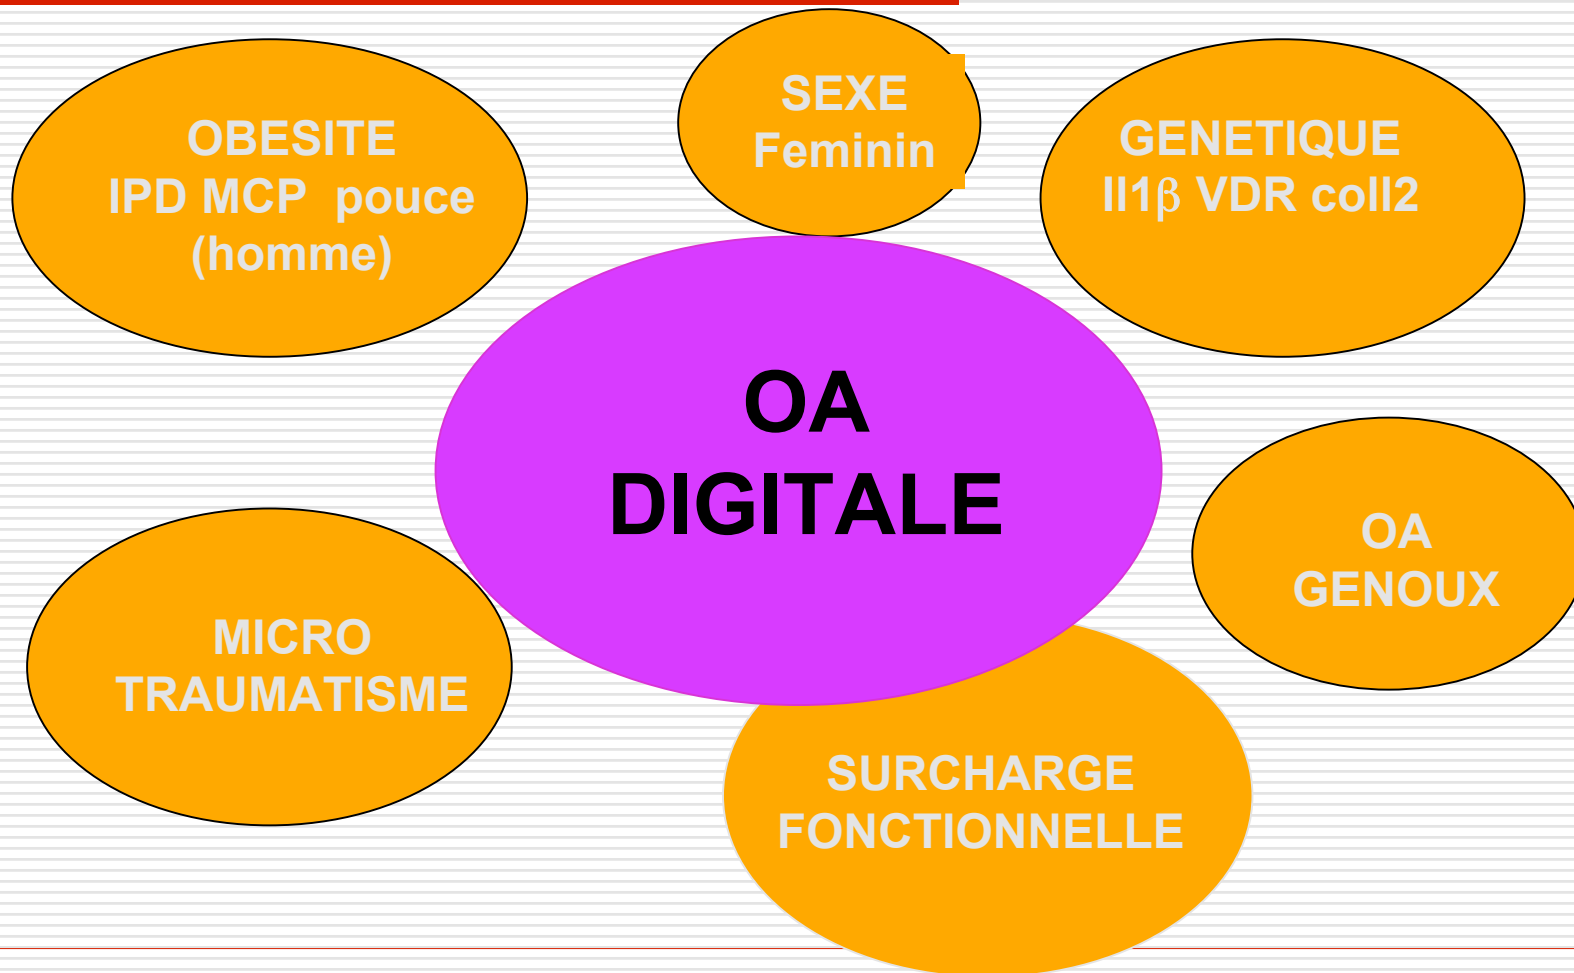 OBESITE
IPD MCP pouce
(homme)
SEXE
Feminin
GENETIQUE
Il1β VDR coll2
OA
DIGITALE
OA
GENOUX
MICRO
TRAUMATISME
SURCHARGE
FONCTIONNELLE